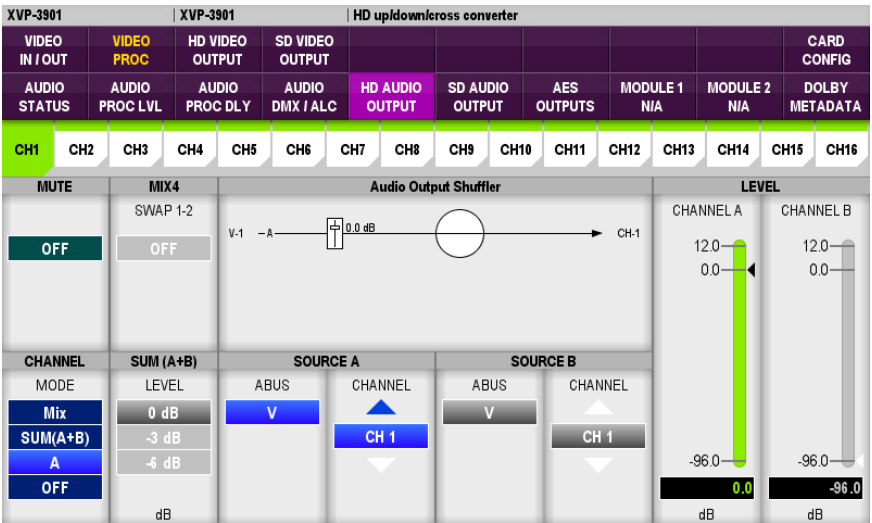 XVP-3901 | XVP-3901 | HD up/down/cross converter
VIDEO IN / OUT VIDEO PROC HD VIDEO OUTPUT SD VIDEO OUTPUT CARD CONFIG
AUDIO STATUS AUDIO PROC LVL AUDIO PROC DLY AUDIO DMX / ALC HD AUDIO OUTPUT SD AUDIO OUTPUT AES OUTPUTS MODULE 1 N/A MODULE 2 N/A DOLBY METADATA
CH1 CH2 CH3 CH4 CH5 CH6 CH7 CH8 CH9 CH10 CH11 CH12 CH13 CH14 CH15 CH16
MUTE MIX4 Audio Output Shuffler LEVEL
SWAP 1-2 CHANNEL A CHANNEL B
V-1 A 0.0 dB CH-1
OFF OFF 12.0 12.0
0.0 0.0
CHANNEL SUM (A+B) SOURCE A SOURCE B
MODE LEVEL ABUS CHANNEL ABUS CHANNEL
Mix 0 dB V V
SUM(A+B) -3 dB CH 1 CH 1
A -6 dB -96.0 -96.0
OFF 0.0 -96.0
dB dB dB